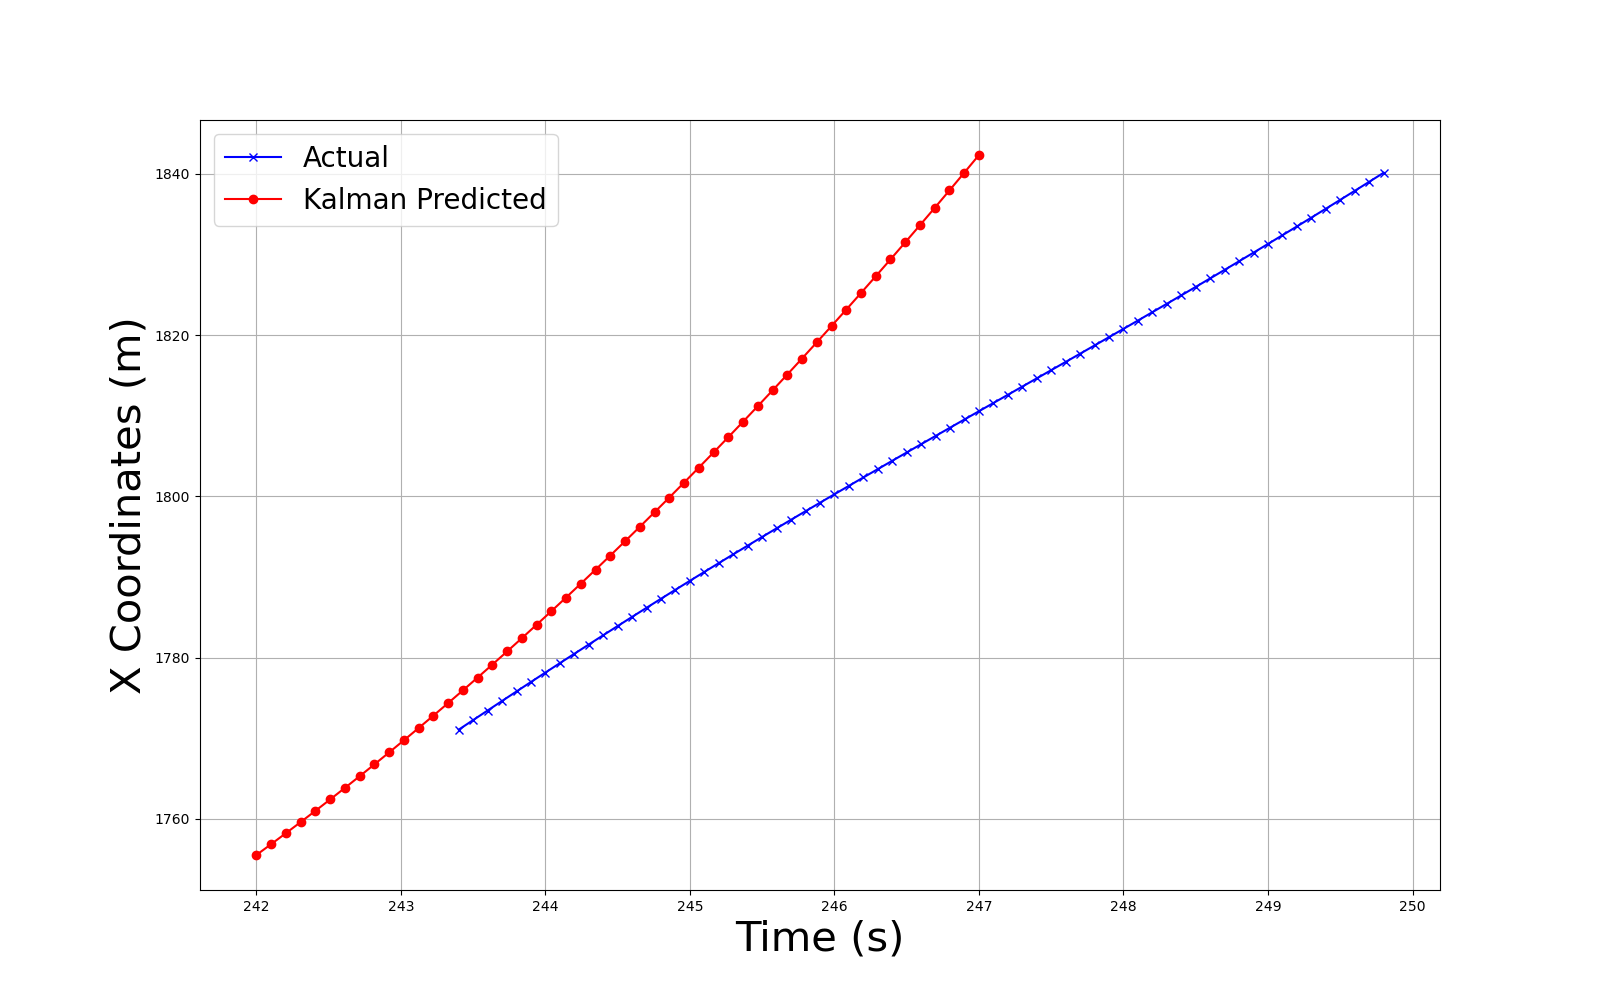 Actual
Kalman Predicted
1840
1820
1800
1780
1760
X Coordinates (m)
242 243 244 245 246 247 248 249 250
Time (s)